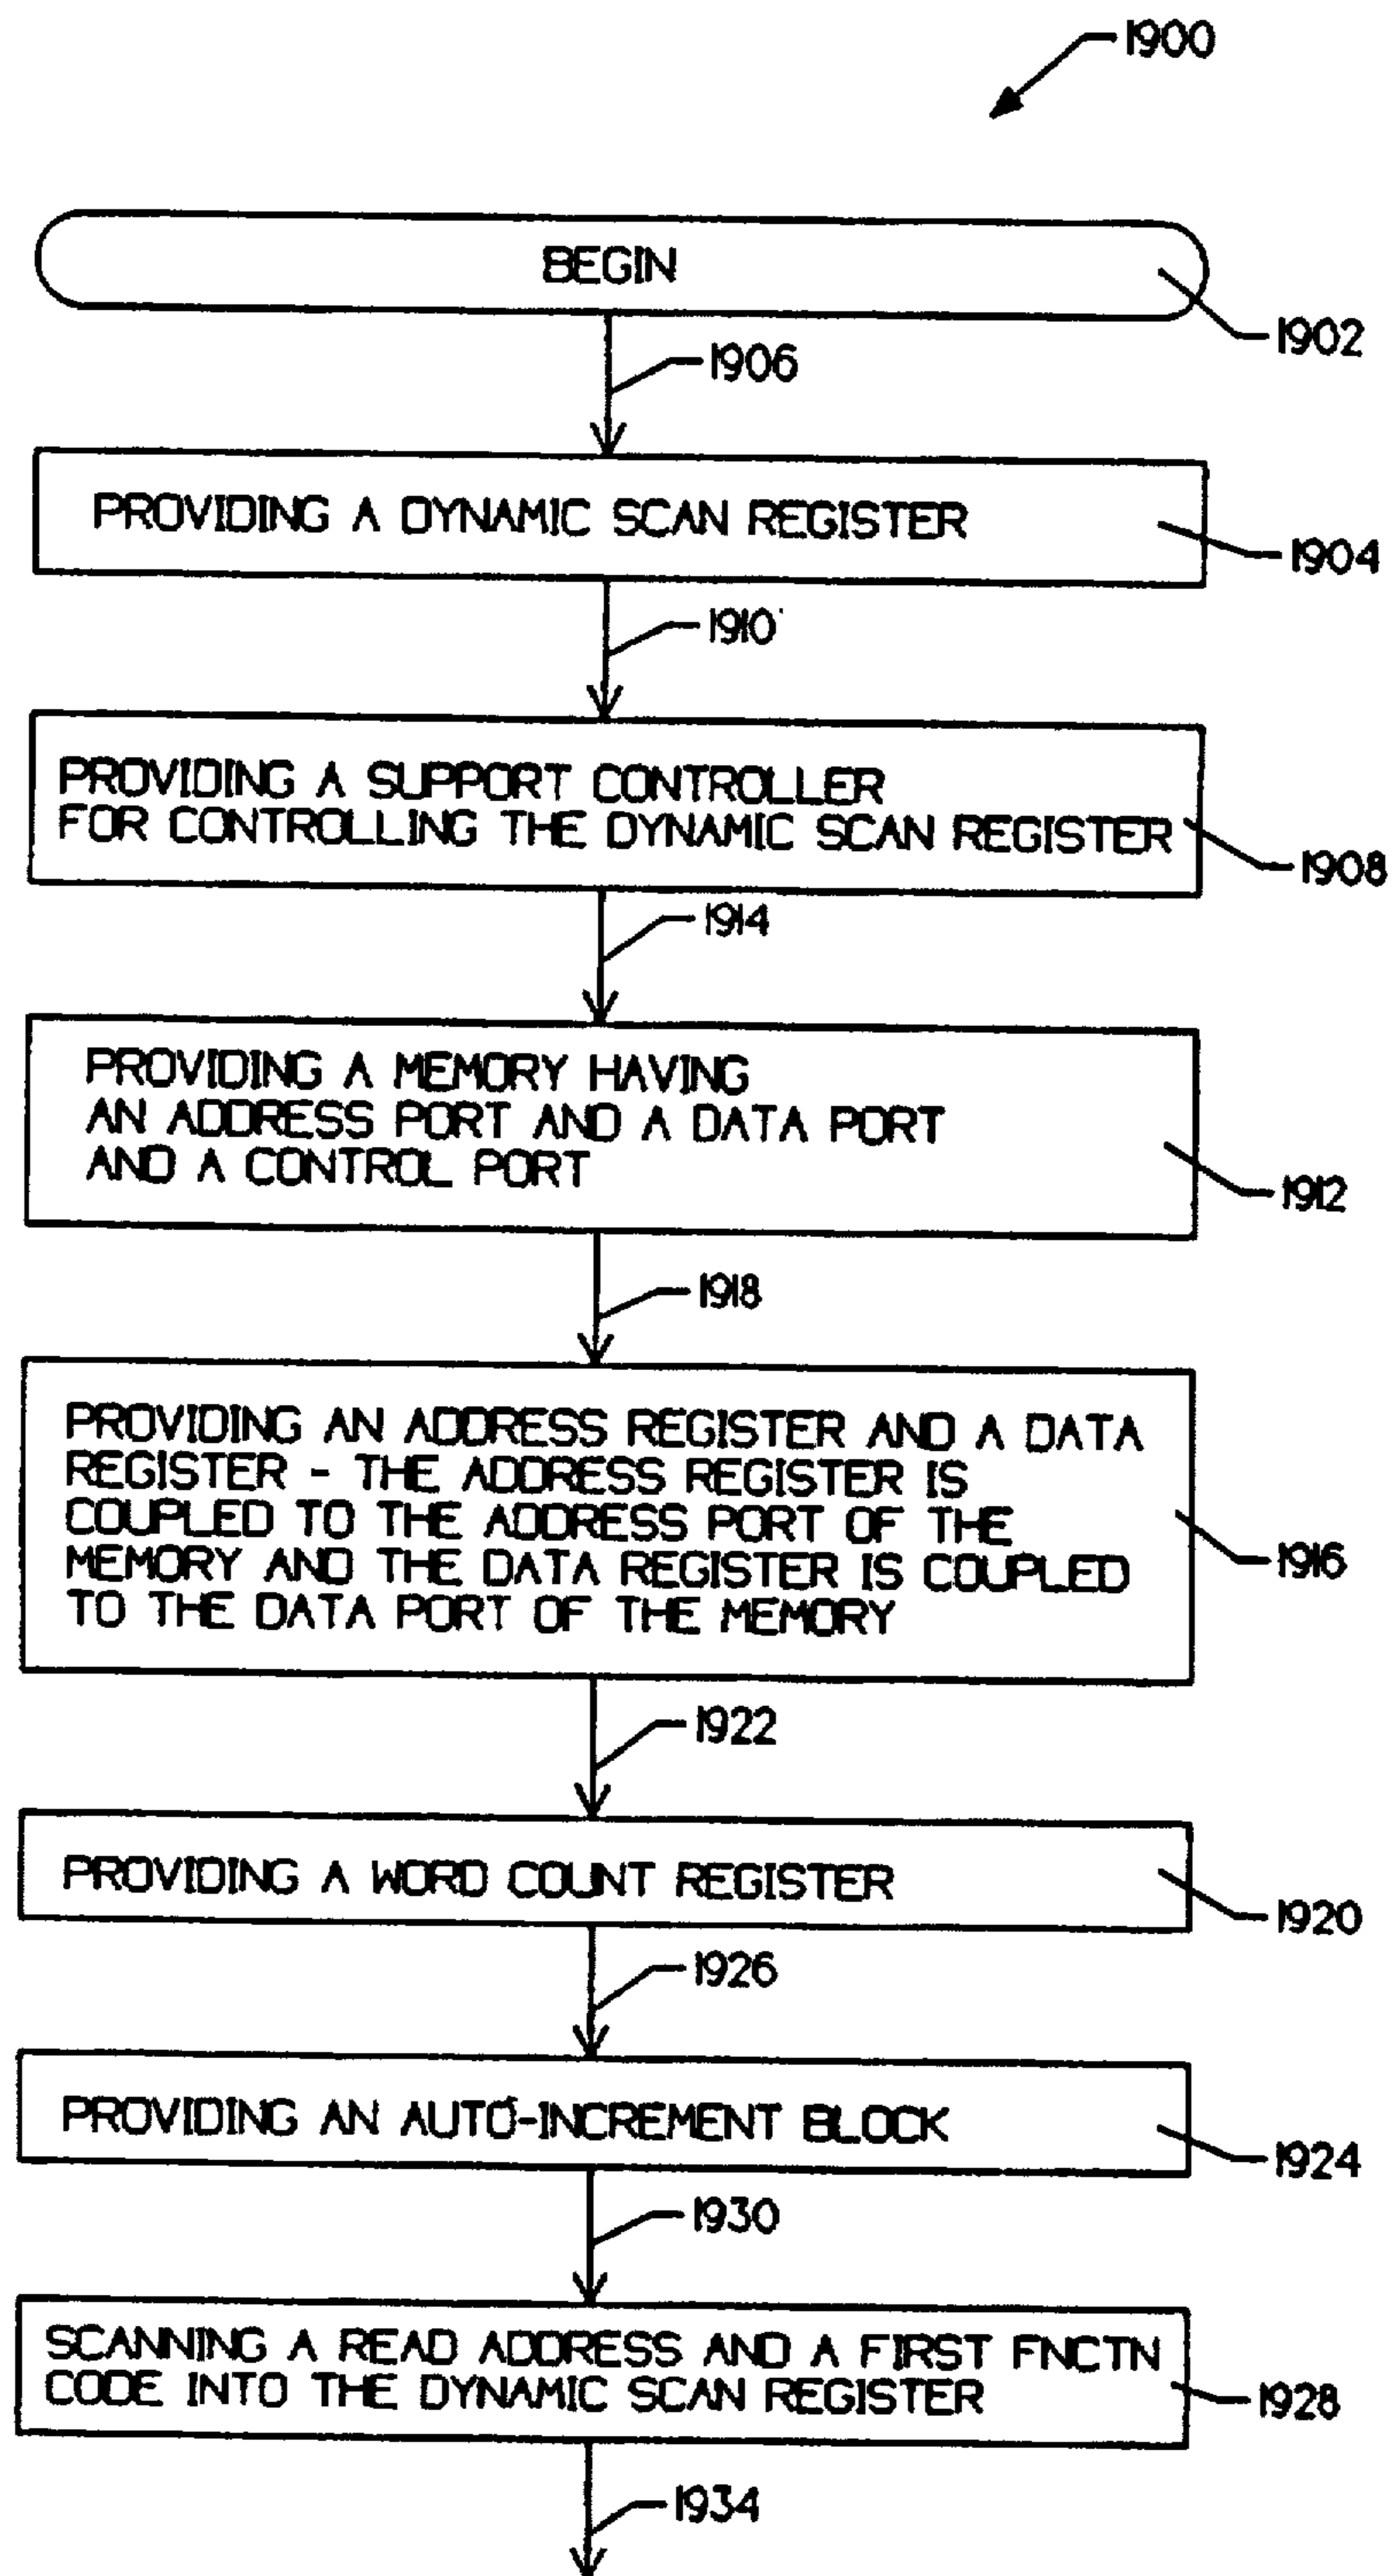 1900
BEGIN
1902
1906
PROVIDING A DYNAMIC SCAN REGISTER
1904
1910
PROVIDING A SUPPORT CONTROLLER
FOR CONTROLLING THE DYNAMIC SCAN REGISTER
1908
1914
PROVIDING A MEMORY HAVING
AN ADDRESS PORT AND A DATA PORT
AND A CONTROL PORT
1912
1918
PROVIDING AN ADDRESS REGISTER AND A DATA
REGISTER - THE ADDRESS REGISTER IS
COUPLED TO THE ADDRESS PORT OF THE
MEMORY AND THE DATA REGISTER IS COUPLED
TO THE DATA PORT OF THE MEMORY
1916
1922
PROVIDING A WORD COUNT REGISTER
1920
1926
PROVIDING AN AUTO-INCREMENT BLOCK
1924
1930
SCANNING A READ ADDRESS AND A FIRST FNCTN
CODE INTO THE DYNAMIC SCAN REGISTER
1928
1934